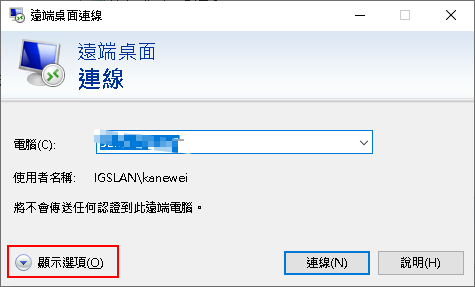 遠端桌面連線
遠端桌面
連線
電腦(C):
使用者名稱: IGSLAN\kanewei
將不會傳送任何認證到此遠端電腦。
顯示選項(O) 連線(N) 說明(H)